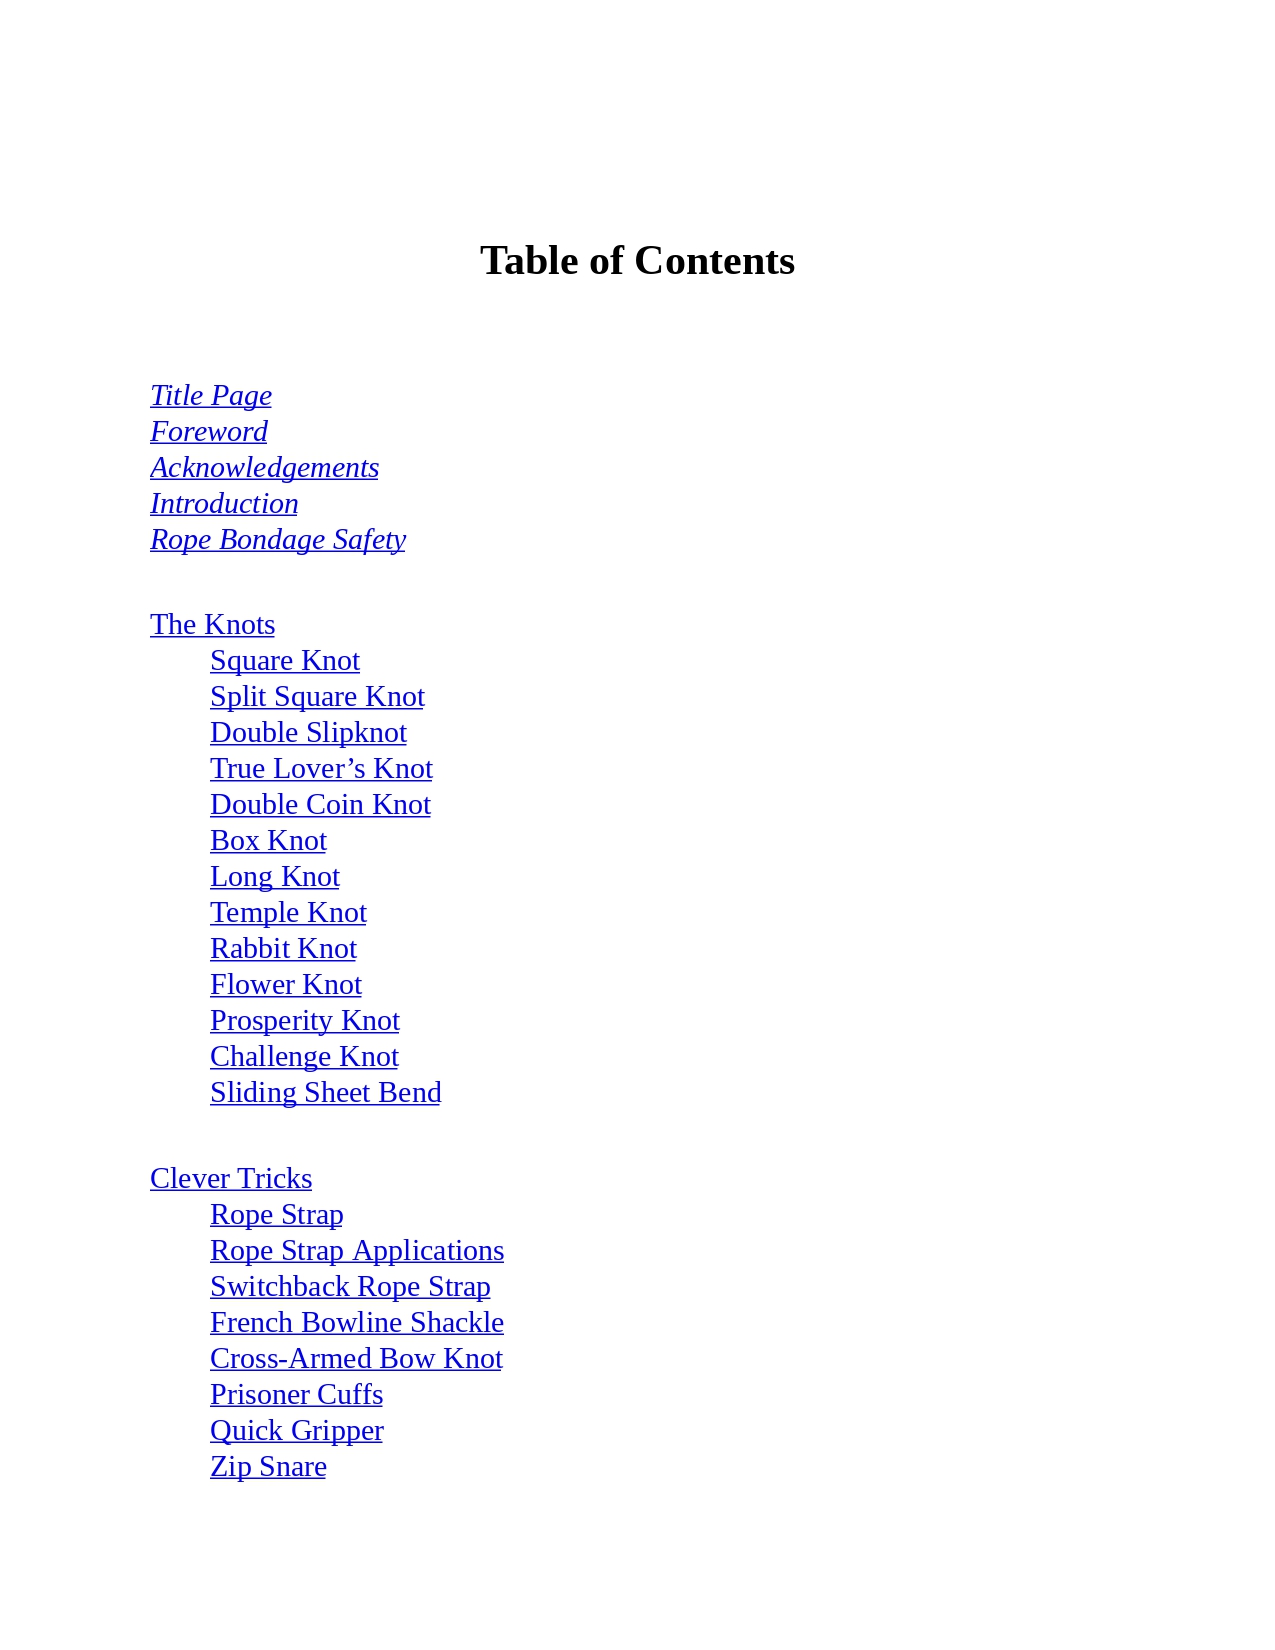 Table of Contents
Title Page
Foreword
Acknowledgements
Introduction
Rope Bondage Safety
The Knots
Square Knot
Split Square Knot
Double Slipknot
True Lover’s Knot
Double Coin Knot
Box Knot
Long Knot
Temple Knot
Rabbit Knot
Flower Knot
Prosperity Knot
Challenge Knot
Sliding Sheet Bend
Clever Tricks
Rope Strap
Rope Strap Applications
Switchback Rope Strap
French Bowline Shackle
Cross-Armed Bow Knot
Prisoner Cuffs
Quick Gripper
Zip Snare